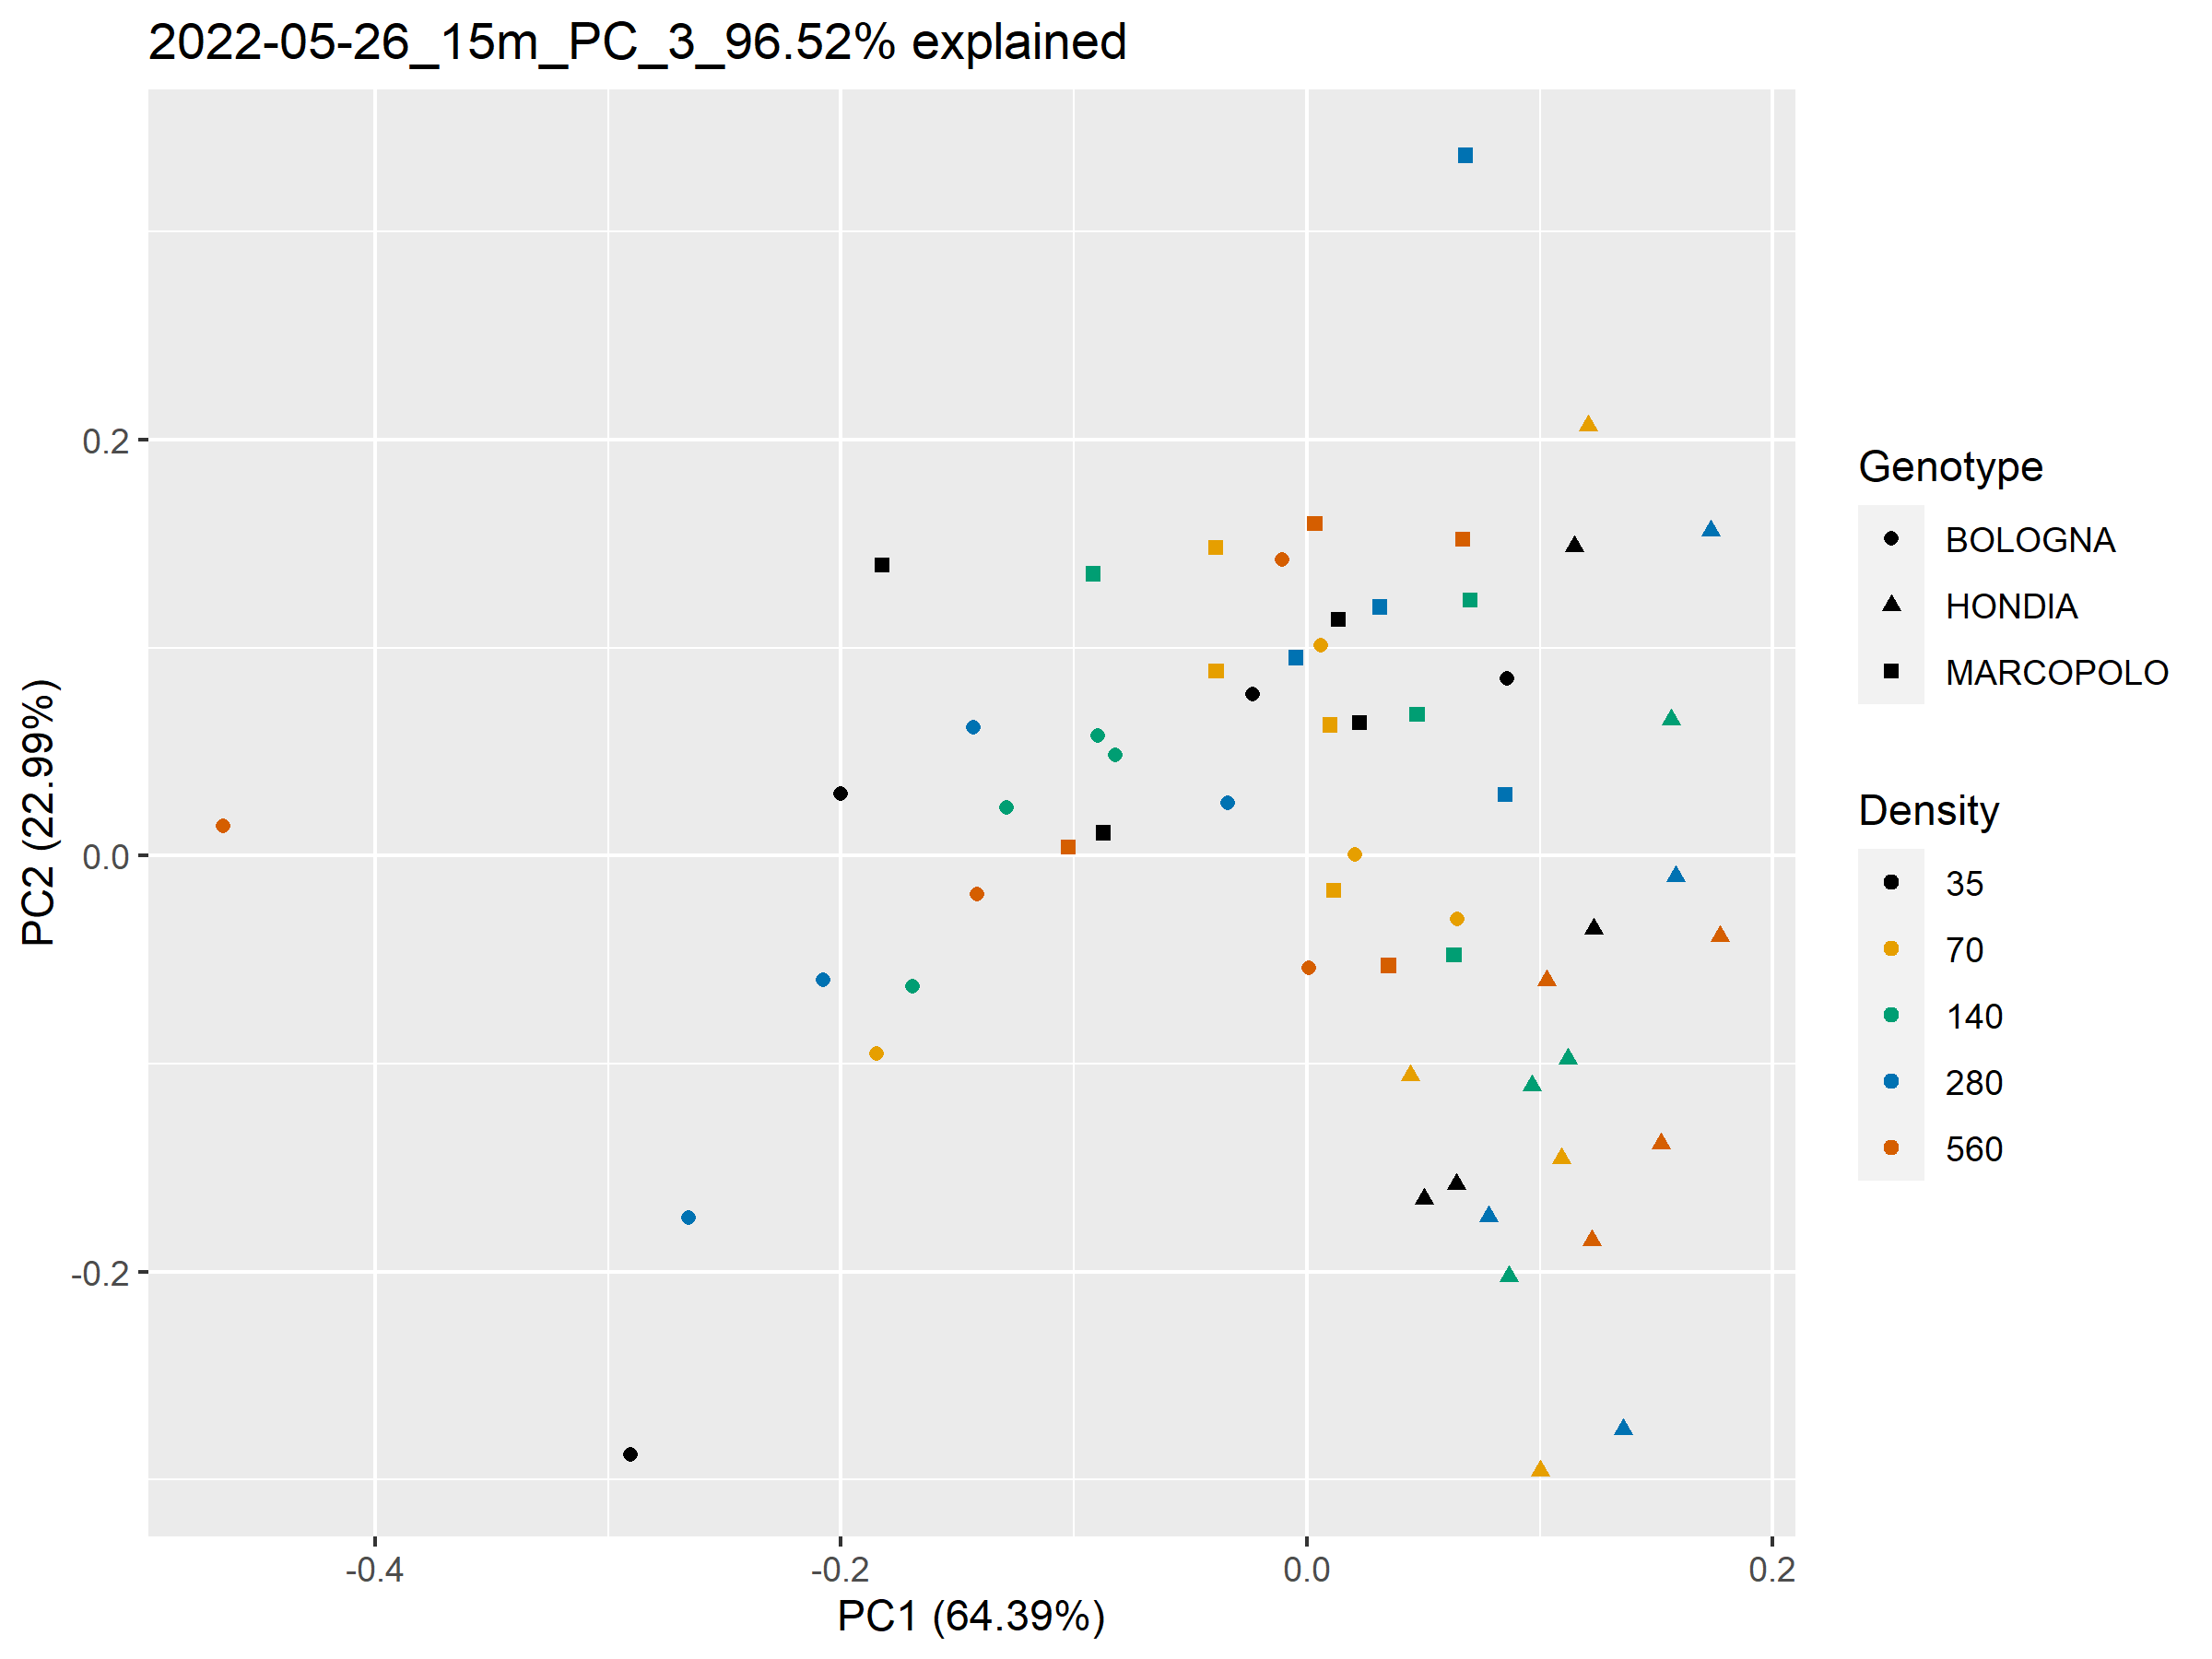 2022-05-26_15m_PC_3_96.52% explained
0.2
0.0
-0.2
PC2 (22.99%)
-0.4
-0.2
0.0
0.2
PC1 (64.39%)
Genotype
BOLOGNA
HONDIA
MARCOPOLO
Density
35
70
140
280
560